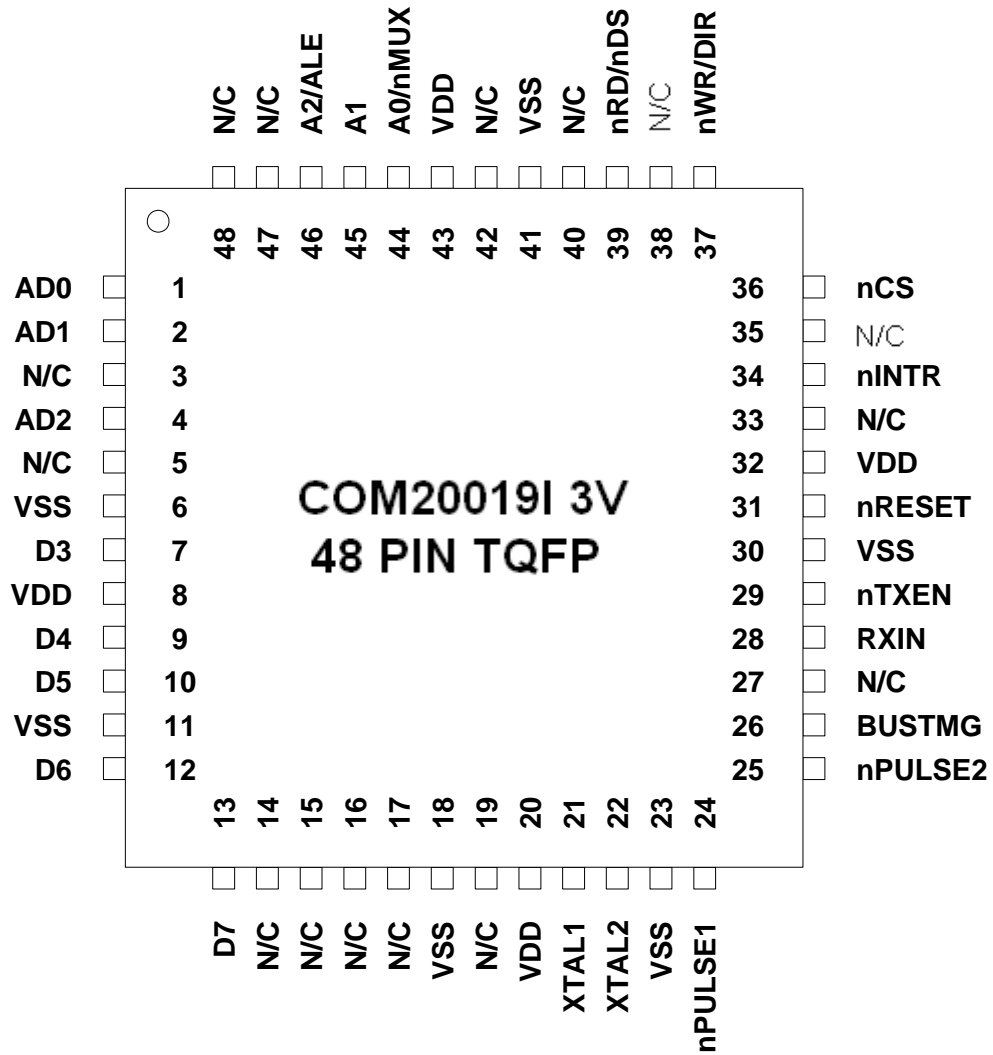 N/C
N/C
A2/ALE
A1
A0/nMUX
VDD
N/C
VSS
N/C
nRD/nDS
N/C
nWR/DIR
48
47
46
45
44
43
42
41
40
39
38
37
AD0 1
AD1 2
N/C 3
AD2 4
N/C 5
VSS 6
D3 7
VDD 8
D4 9
D5 10
VSS 11
D6 12
COM20019I 3V
48 PIN TQFP
36 nCS
35 N/C
34 nINTR
33 N/C
32 VDD
31 nRESET
30 VSS
29 nTXEN
28 RXIN
27 N/C
26 BUSTMG
25 nPULSE2
13
14
15
16
17
18
19
20
21
22
23
24
D7
N/C
N/C
N/C
N/C
VSS
N/C
VDD
XTAL1
XTAL2
VSS
nPULSE1